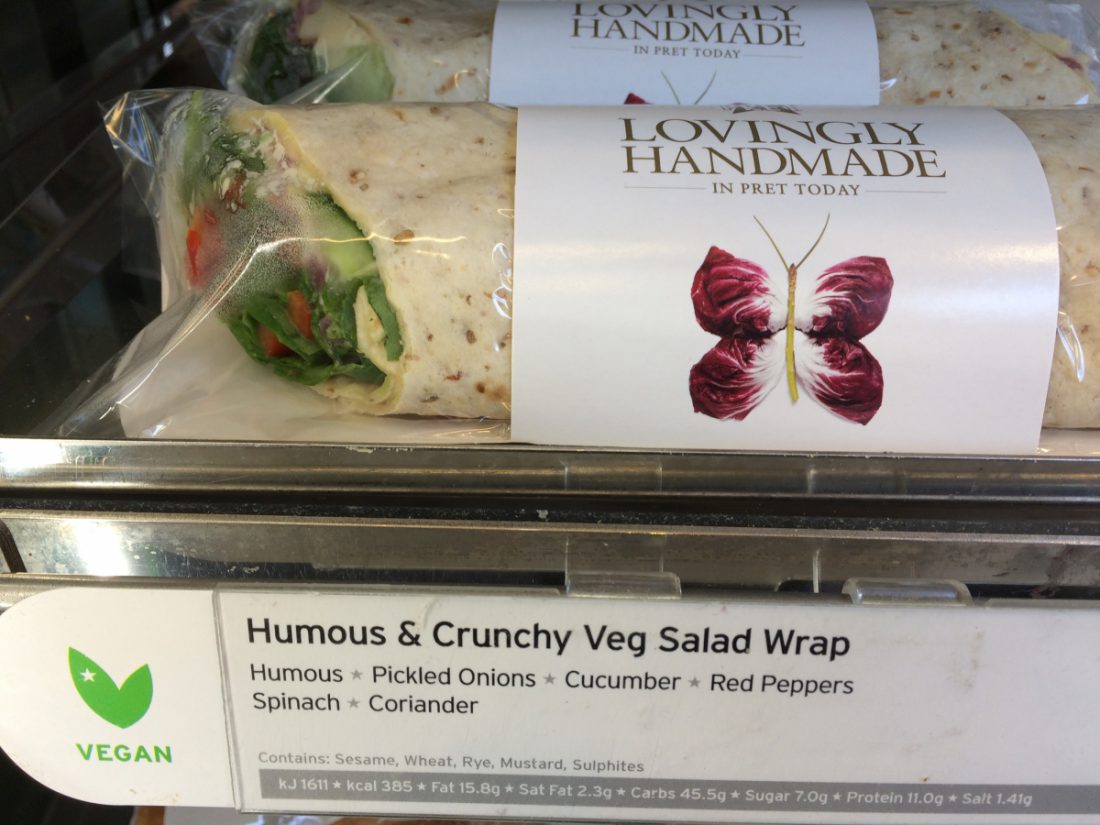 LOVINGLY
HANDMADE
IN PRET TODAY
LOVINGLY
HANDMADE
IN PRET TODAY
VEGAN
Humous & Crunchy Veg Salad Wrap
Humous ★ Pickled Onions ★ Cucumber ★ Red Peppers
Spinach ★ Coriander
Contains: Sesame, Wheat, Rye, Mustard, Sulphites
kJ 1611 ★ kcal 385 ★ Fat 15.8g ★ Sat Fat 2.3g ★ Carbs 45.5g ★ Sugar 7.0g ★ Protein 11.0g ★ Salt 1.41g